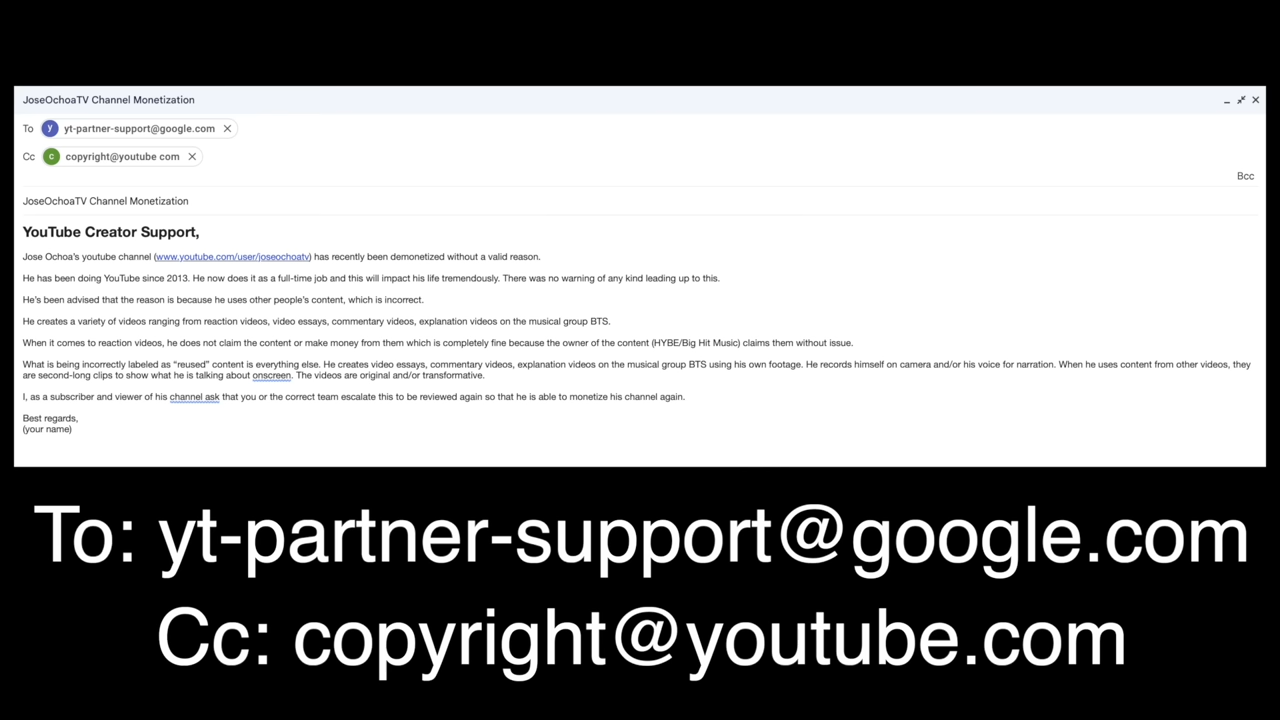 JoseOchoaTV Channel Monetization
To y yt-partner-support@google.com
Cc c copyright@youtube com
Bcc
JoseOchoaTV Channel Monetization
YouTube Creator Support,
Jose Ochoa's youtube channel (www.youtube.com/user/joseochoatv) has recently been demonetized without a valid reason.
He has been doing YouTube since 2013. He now does it as a full-time job and this will impact his life tremendously. There was no warning of any kind leading up to this.
He's been advised that the reason is because he uses other people's content, which is incorrect.
He creates a variety of videos ranging from reaction videos, video essays, commentary videos, explanation videos on the musical group BTS.
When it comes to reaction videos, he does not claim the content or make money from them which is completely fine because the owner of the content (HYBE/Big Hit Music) claims them without issue.
What is being incorrectly labeled as “reused” content is everything else. He creates video essays, commentary videos, explanation videos on the musical group BTS using his own footage. He records himself on camera and/or his voice for narration. When he uses content from other videos, they
are second-long clips to show what he is talking about onscreen. The videos are original and/or transformative.
I, as a subscriber and viewer of his channel ask that you or the correct team escalate this to be reviewed again so that he is able to monetize his channel again.
Best regards,
(your name)
To: yt-partner-support@google.com
Cc: copyright@youtube.com